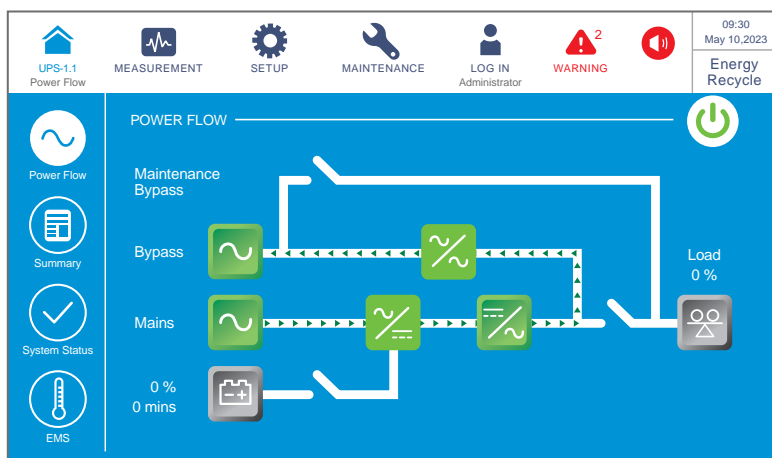 09:30
May 10,2023
2
UPS-1.1
Power Flow
MEASUREMENT
SETUP
MAINTENANCE
LOG IN
Administrator
WARNING
Energy
Recycle
POWER FLOW
Power Flow
Maintenance
Bypass
Summary
Bypass
Load
0 %
System Status
Mains
0 %
0 mins
EMS